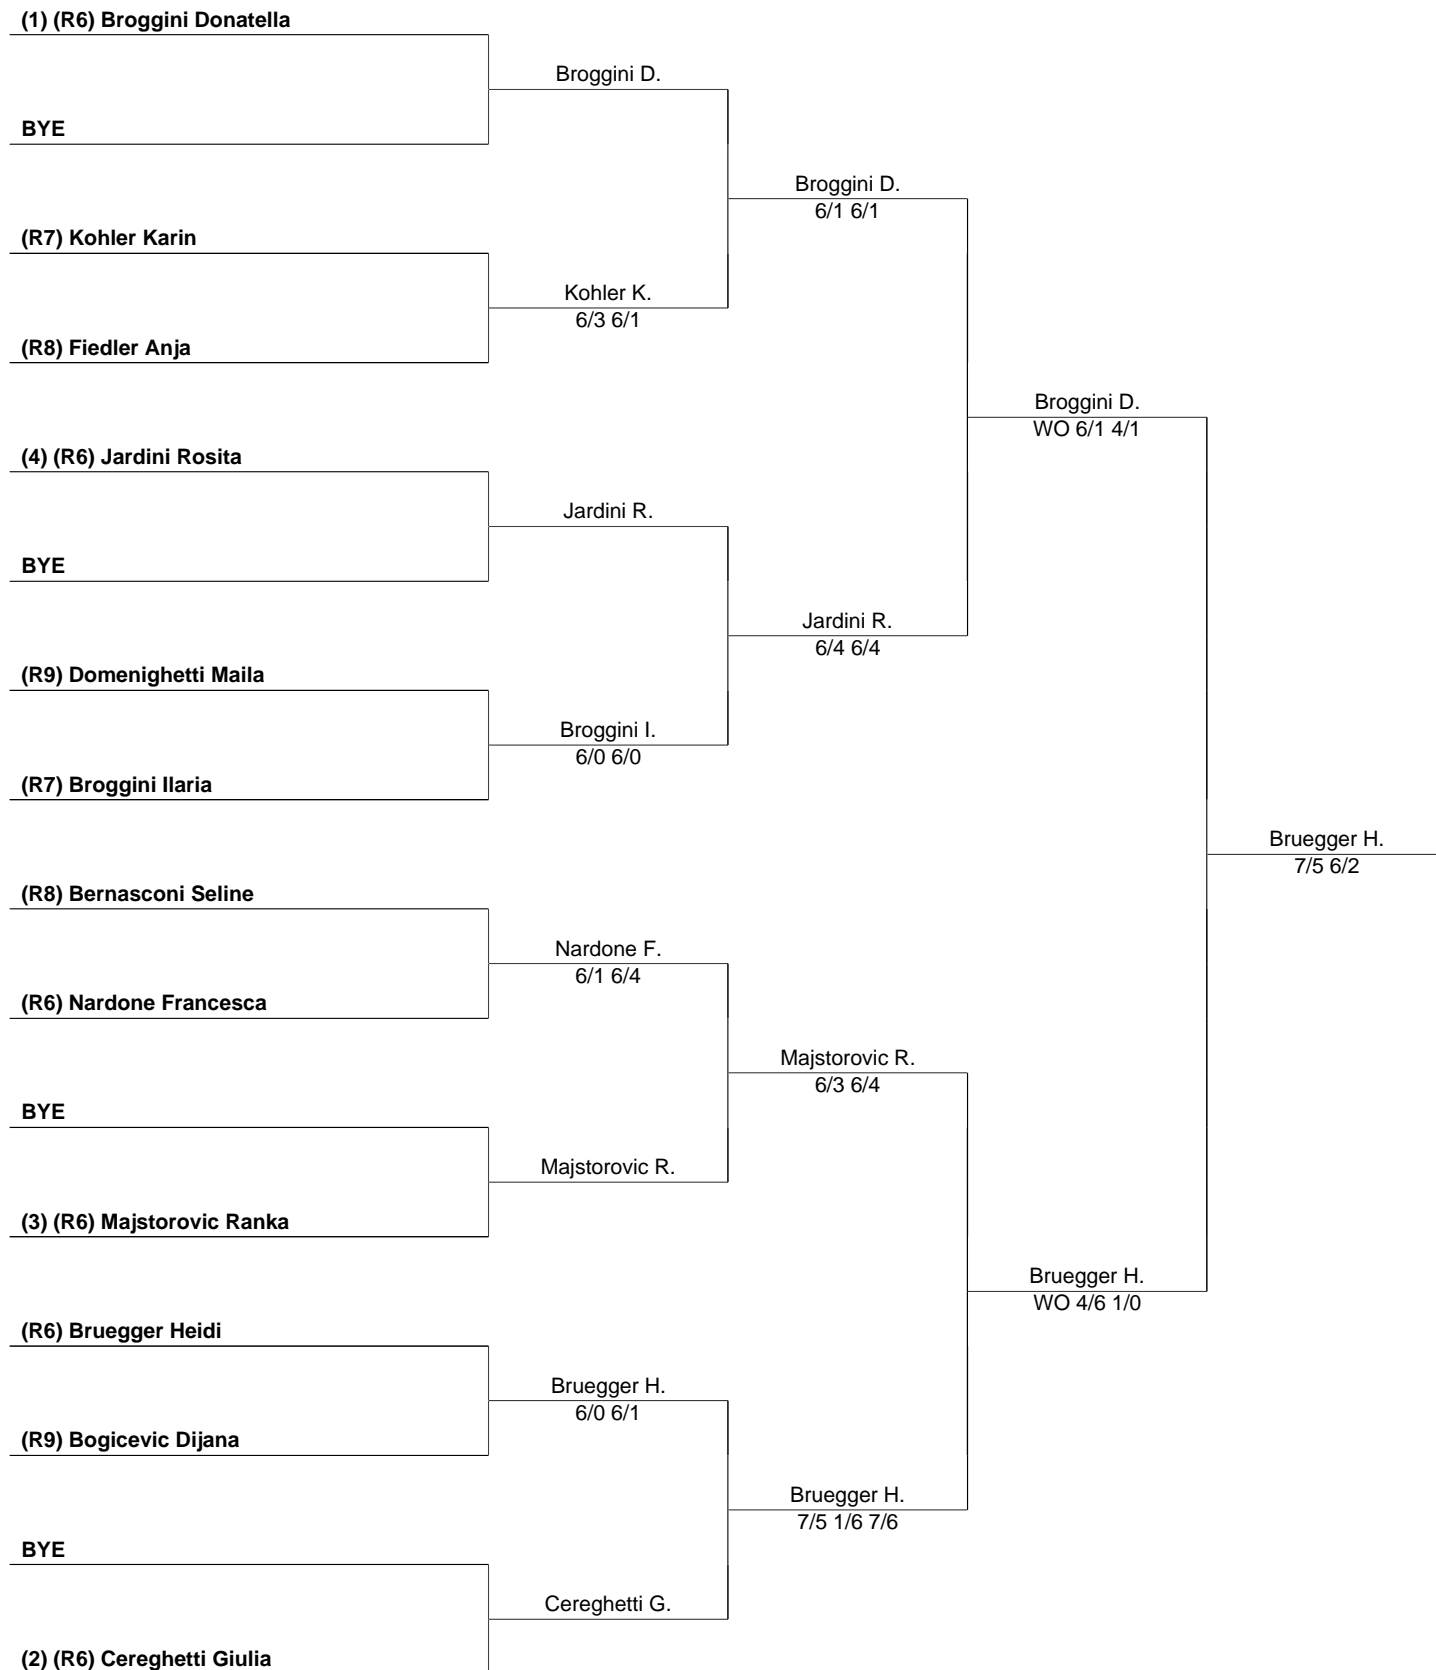 (1) (R6) Broggini Donatella
Broggini D.
BYE
Broggini D.
6/1 6/1
(R7) Kohler Karin
Kohler K.
6/3 6/1
(R8) Fiedler Anja
Broggini D.
WO 6/1 4/1
(4) (R6) Jardini Rosita
Jardini R.
BYE
Jardini R.
6/4 6/4
(R9) Domenighetti Maila
Broggini I.
6/0 6/0
(R7) Broggini Ilaria
Bruegger H.
7/5 6/2
(R8) Bernasconi Seline
Nardone F.
6/1 6/4
(R6) Nardone Francesca
Majstorovic R.
6/3 6/4
BYE
Majstorovic R.
(3) (R6) Majstorovic Ranka
Bruegger H.
WO 4/6 1/0
(R6) Bruegger Heidi
Bruegger H.
6/0 6/1
(R9) Bogicevic Dijana
Bruegger H.
7/5 1/6 7/6
BYE
Cereghetti G.
(2) (R6) Cereghetti Giulia